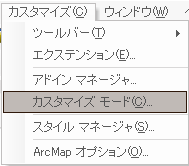 カスタマイズ(C) ウィンドウ(W)
ツールバー(T)
エクステンション(E)...
アドイン マネージャ...
カスタマイズ モード(C)...
スタイル マネージャ(S)...
ArcMap オプション(O)...